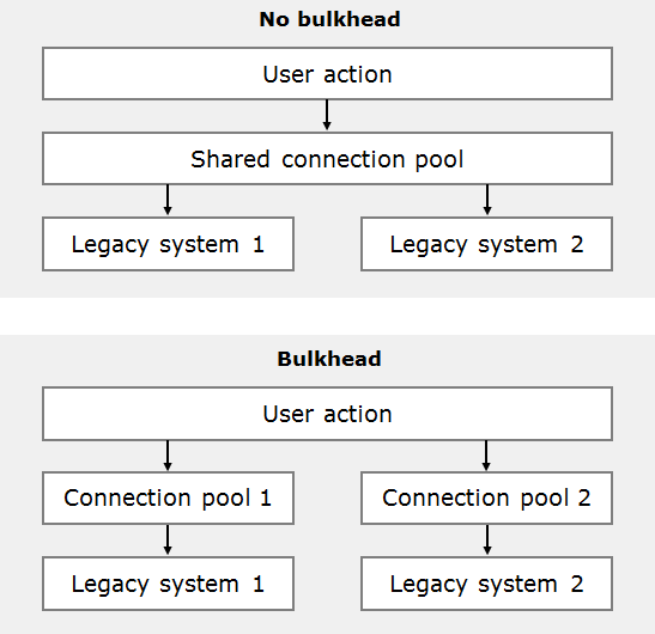 No bulkhead
User action
Shared connection pool
Legacy system 1
Legacy system 2
Bulkhead
User action
Connection pool 1
Connection pool 2
Legacy system 1
Legacy system 2